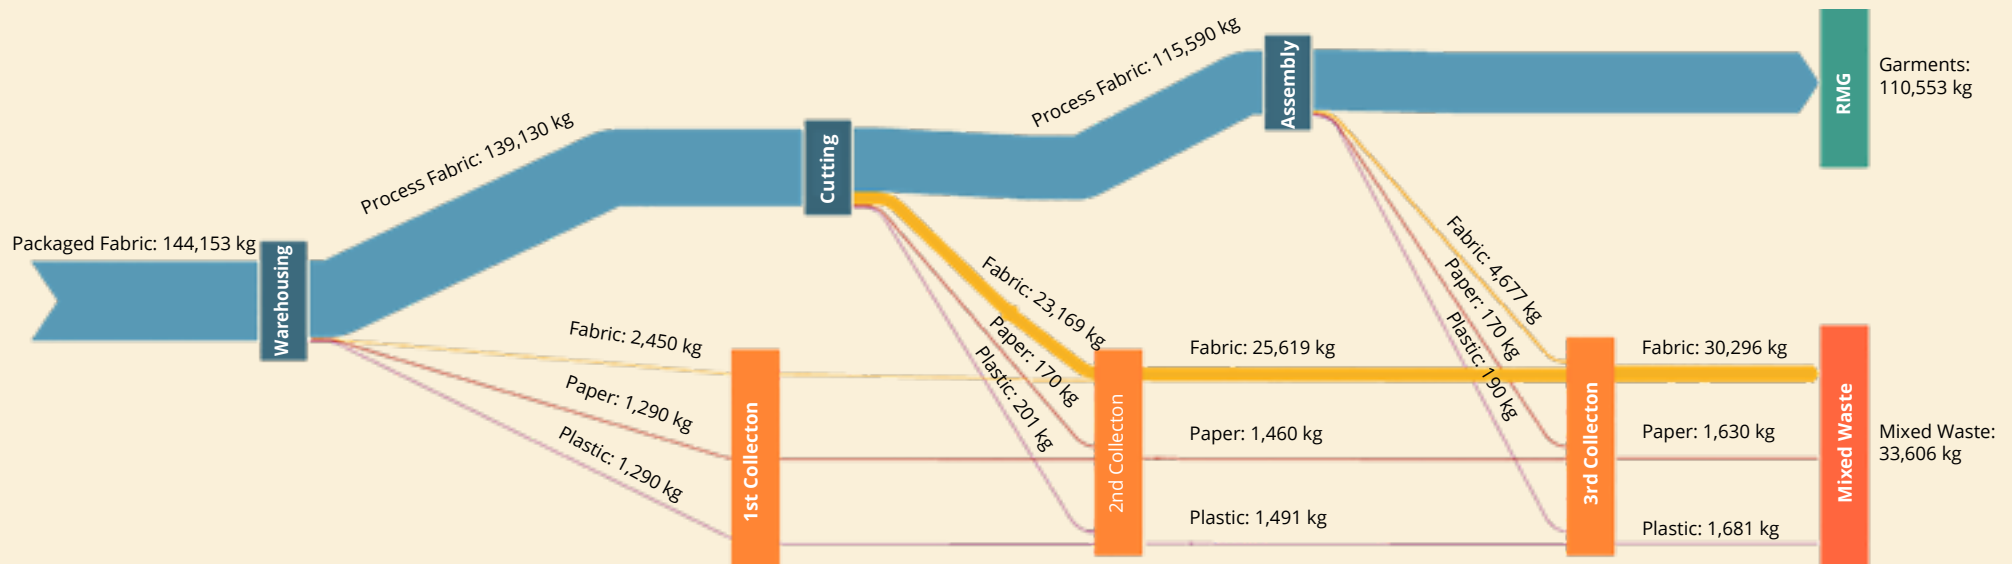 Packaged Fabric: 144,153 kg
Warehousing
Process Fabric: 139,130 kg
Fabric: 2,450 kg
Paper: 1,290 kg
Plastic: 1,290 kg
1st Collecton
Cutting
Process Fabric: 115,590 kg
Fabric: 23,169 kg
Paper: 170 kg
Plastic: 201 kg
2nd Collecton
Fabric: 25,619 kg
Paper: 1,460 kg
Plastic: 1,491 kg
Assembly
Fabric: 4,677 kg
Paper: 170 kg
Plastic: 190 kg
3rd Collecton
Fabric: 30,296 kg
Paper: 1,630 kg
Plastic: 1,681 kg
RMG
Garments:
110,553 kg
Mixed Waste
Mixed Waste:
33,606 kg